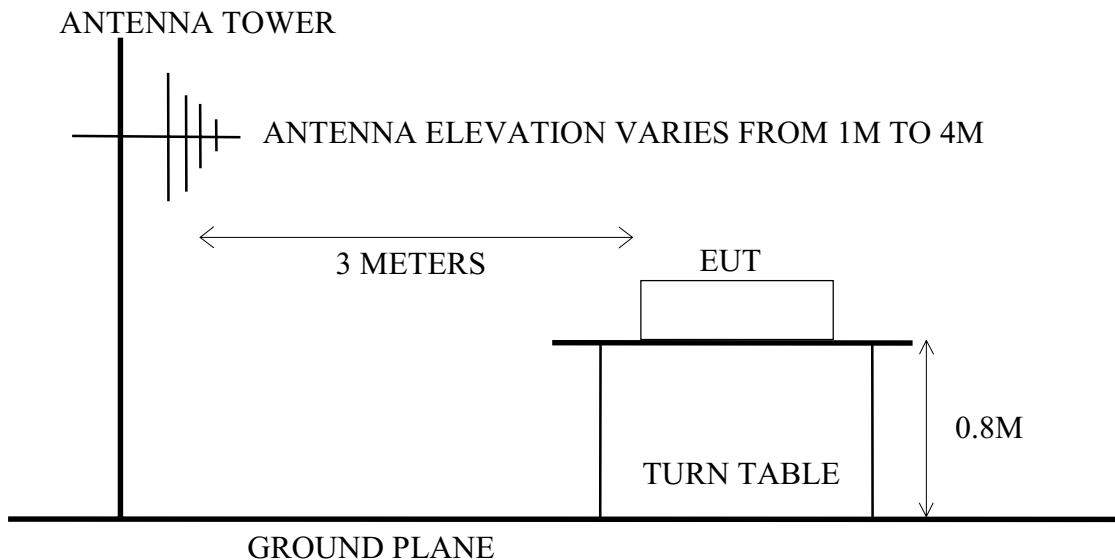 ANTENNA TOWER
ANTENNA ELEVATION VARIES FROM 1M TO 4M
3 METERS
EUT
0.8M
TURN TABLE
GROUND PLANE